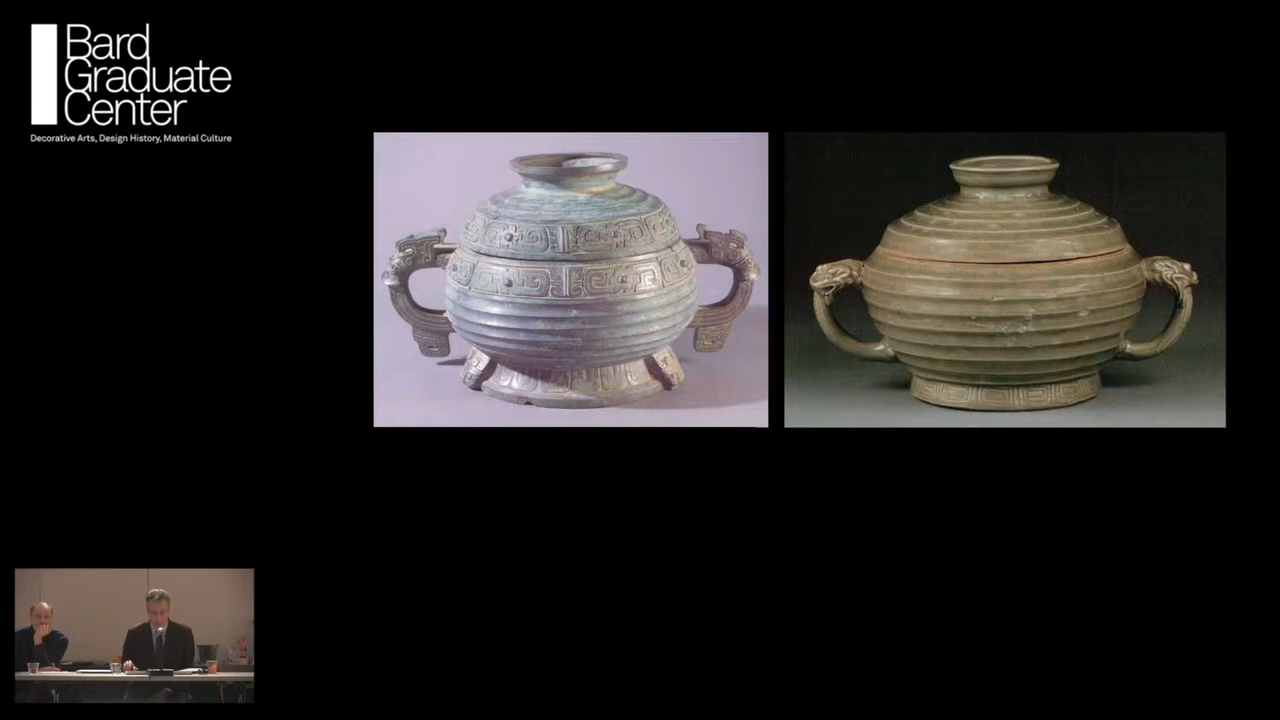 Bard
Graduate
Center
Decorative Arts, Design History, Material Culture